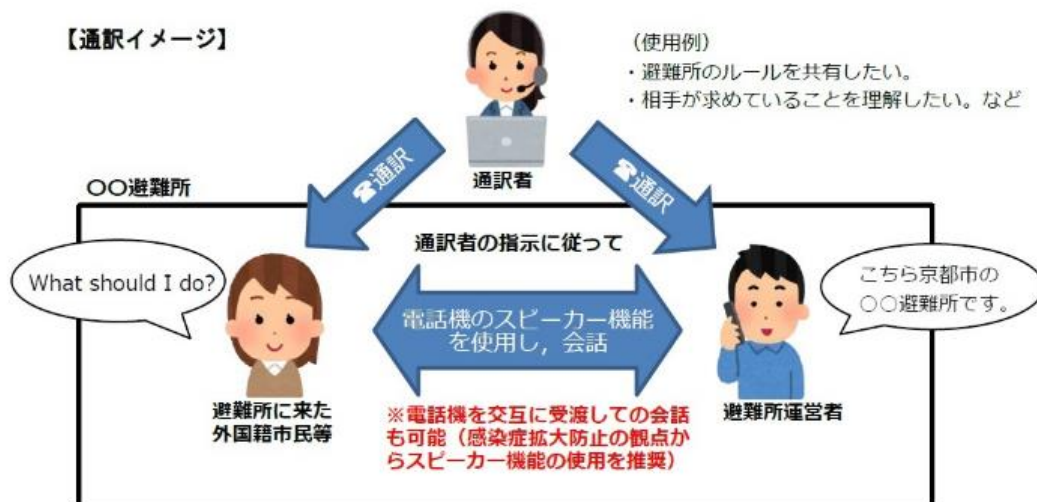 【通訳イメージ】
（使用例）
・避難所のルールを共有したい。
・相手が求めていることを理解したい。など
通訳者
☎通訳
☎通訳
〇〇避難所
通訳者の指示に従って
What should I do?
こちら京都市の
〇〇避難所です。
電話機のスピーカー機能
を使用し，会話
避難所に来た
外国籍市民等
避難所運営者
※電話機を交互に受渡しての会話
も可能（感染症拡大防止の観点か
らスピーカー機能の使用を推奨）